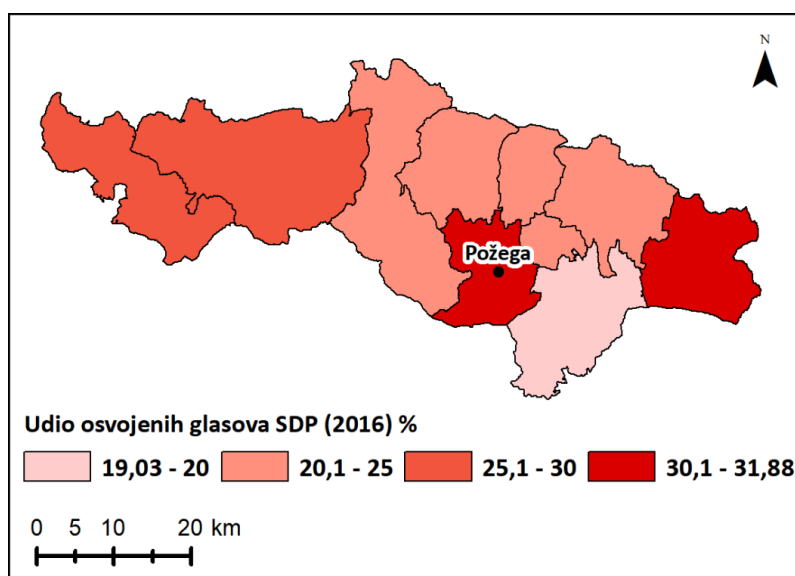 N
Požega
Udio osvojenih glasova SDP (2016) %
19,03 - 20 20,1 - 25 25,1 - 30 30,1 - 31,88
0 5 10 20 km